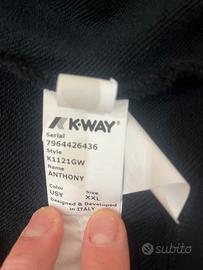 K-WAY
Serial
7964426436
Style
K1121GW
Name
ANTHONY
Color Size
USY XXL
Designed & Developed
in ITALY
subito